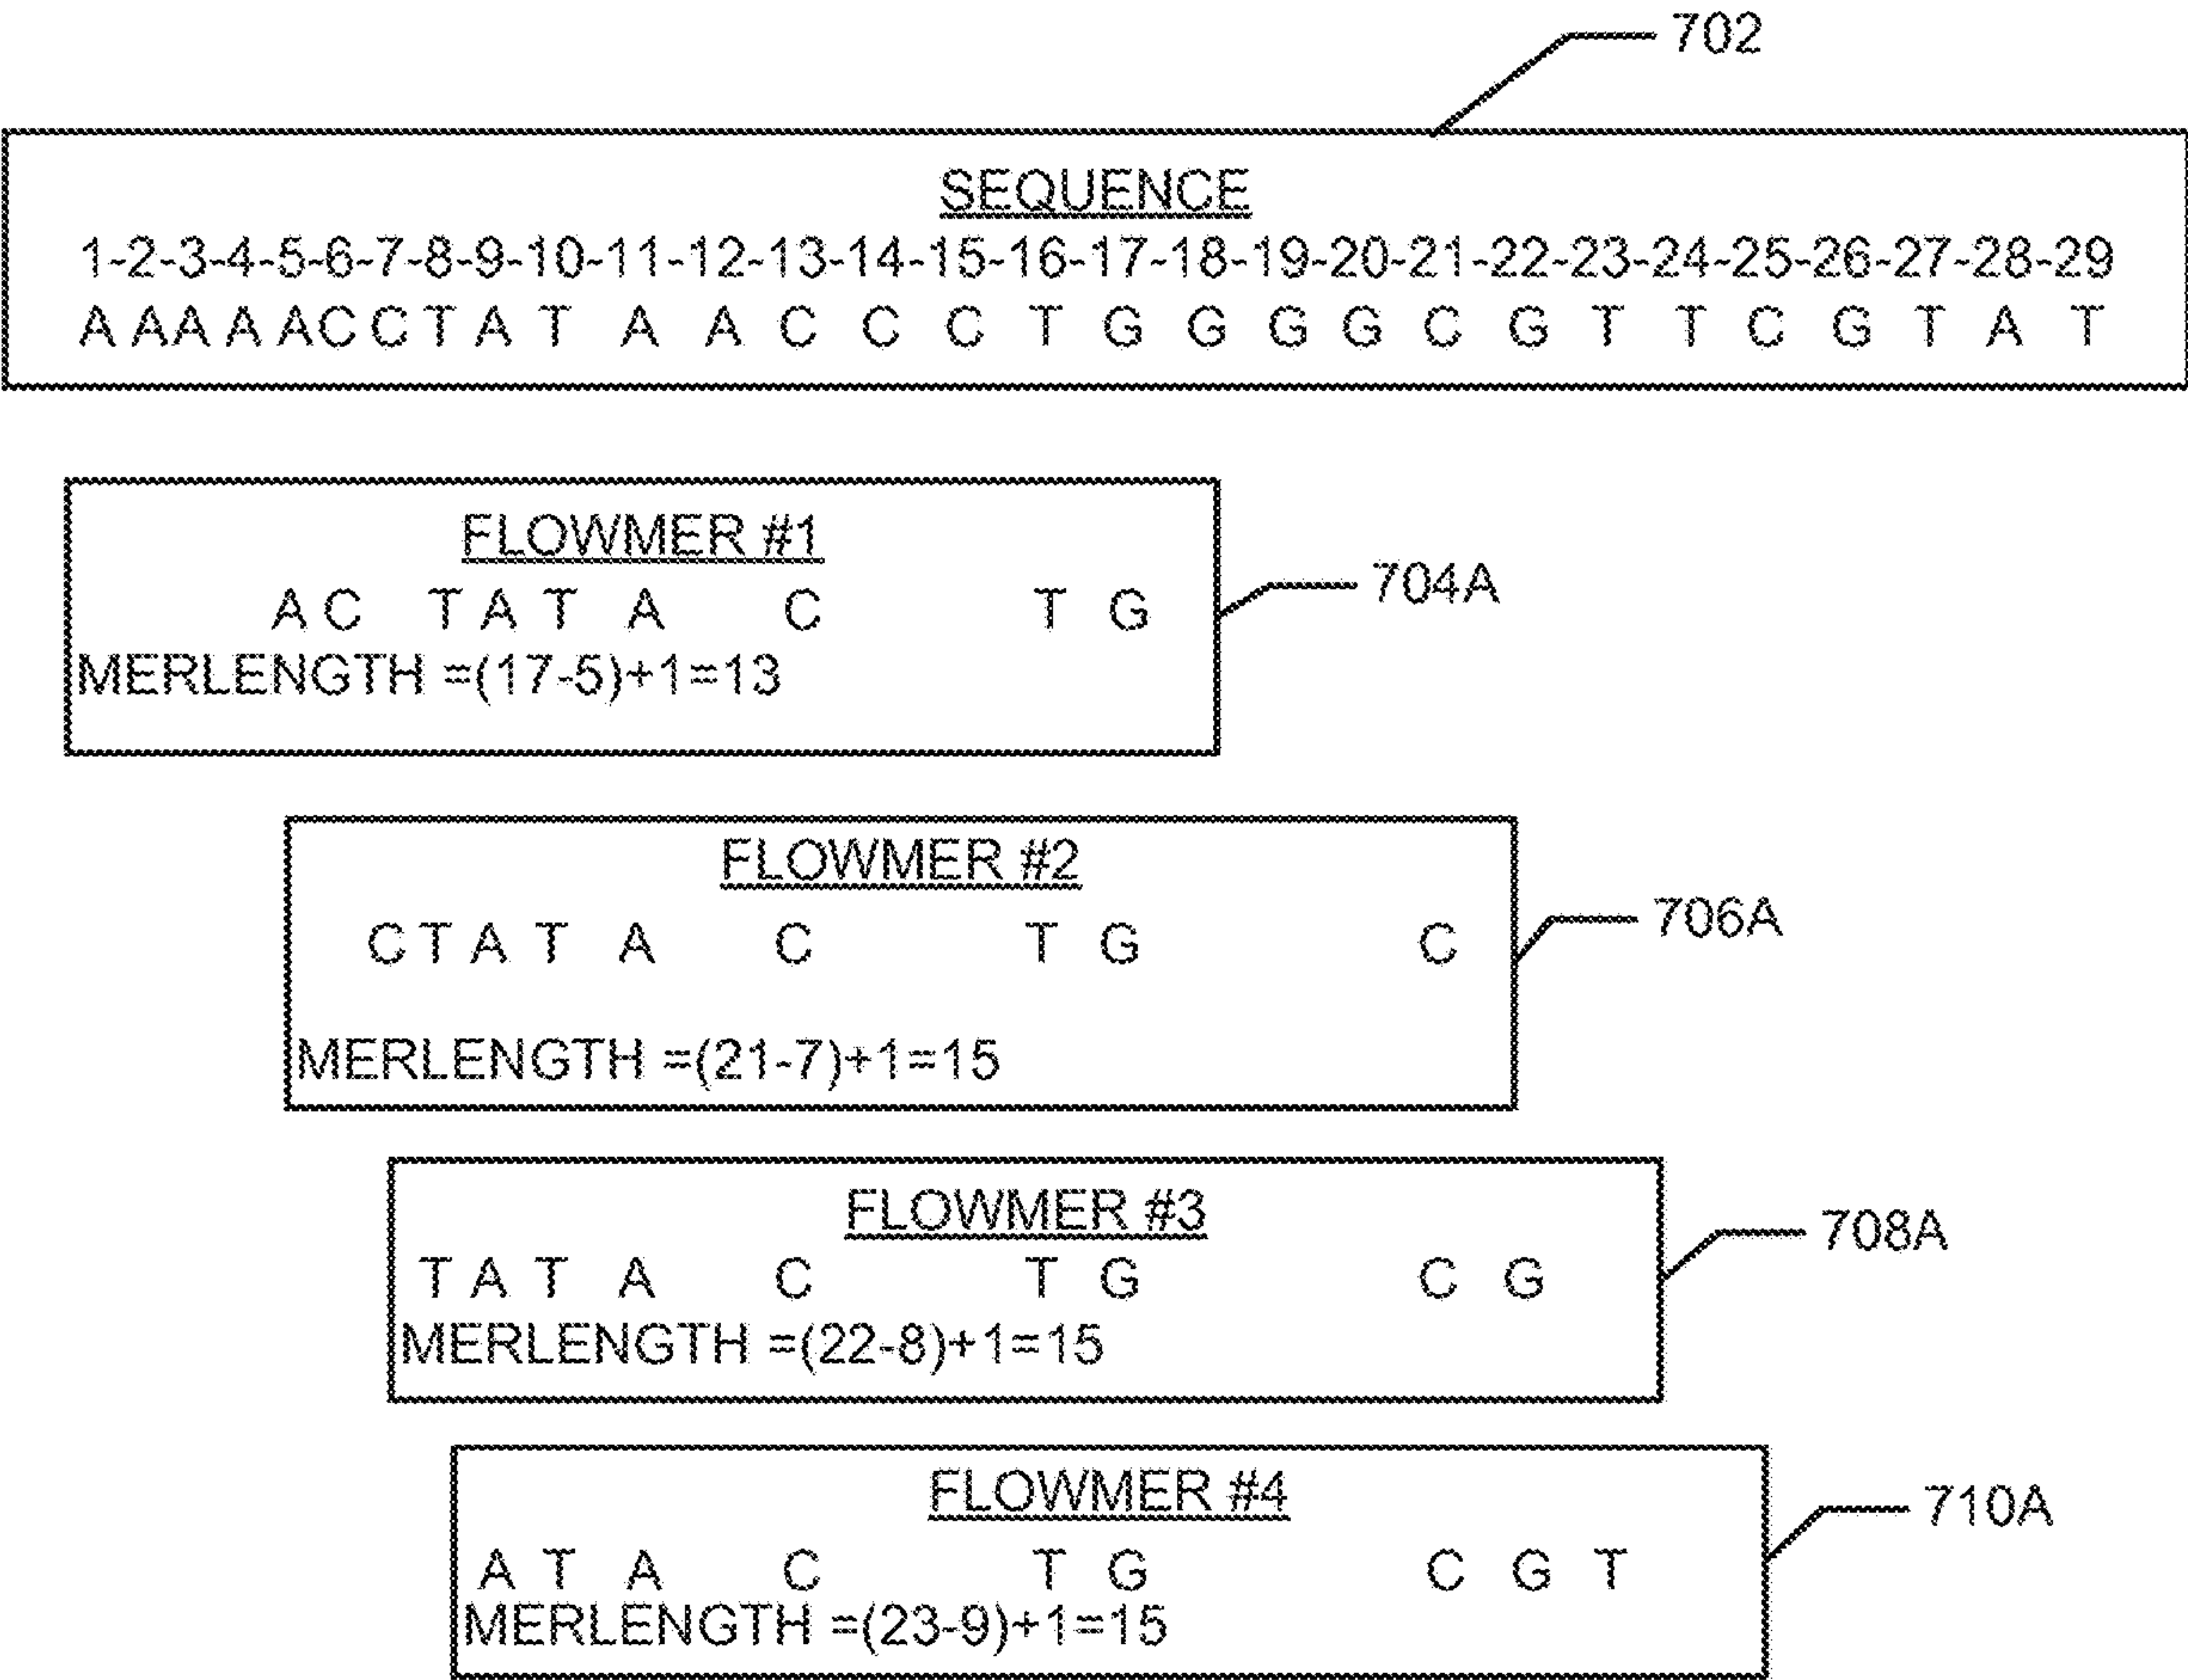 702
SEQUENCE
1-2-3-4-5-6-7-8-9-10-11-12-13-14-15-16-17-18-19-20-21-22-23-24-25-26-27-28-29
A AA A AC C T A T A A C C C T G G G G C G T T C G T A T
FLOWMER #1
A C T A T A C T G
704A
MERLENGTH =(17-5)+1=13
FLOWMER #2
C T A T A C T G C
706A
MERLENGTH =(21-7)+1=15
FLOWMER #3
T A T A C T G C G
708A
MERLENGTH =(22-8)+1=15
FLOWMER #4
A T A C T G C G T
710A
MERLENGTH =(23-9)+1=15